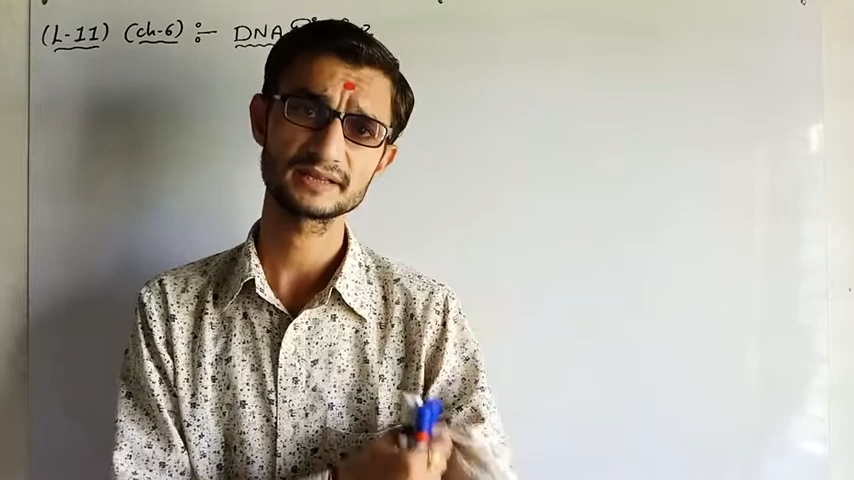 (L-11) (ch-6) :- DNA